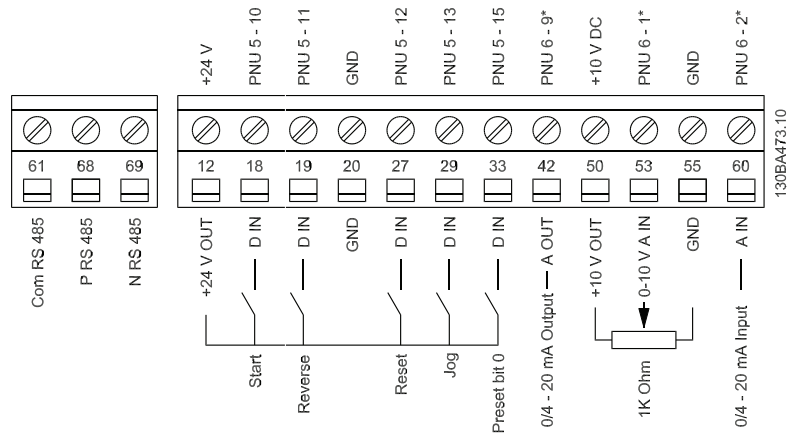 +24 V
PNU 5 - 10
PNU 5 - 11
GND
PNU 5 - 12
PNU 5 - 13
PNU 5 - 15
PNU 6 - 9*
+10 V DC
PNU 6 - 1*
GND
PNU 6 - 2*
61 68 69
12 18 19 20 27 29 33 42 50 53 55 60
Com RS 485
P RS 485
N RS 485
+24 V OUT
D IN
D IN
GND
D IN
D IN
D IN
0/4 - 20 mA Output — A OUT
+10 V OUT
0-10 V A IN
GND
0/4 - 20 mA Input — A IN
Start
Reverse
Reset
Jog
Preset bit 0
1K Ohm
130BA473.10